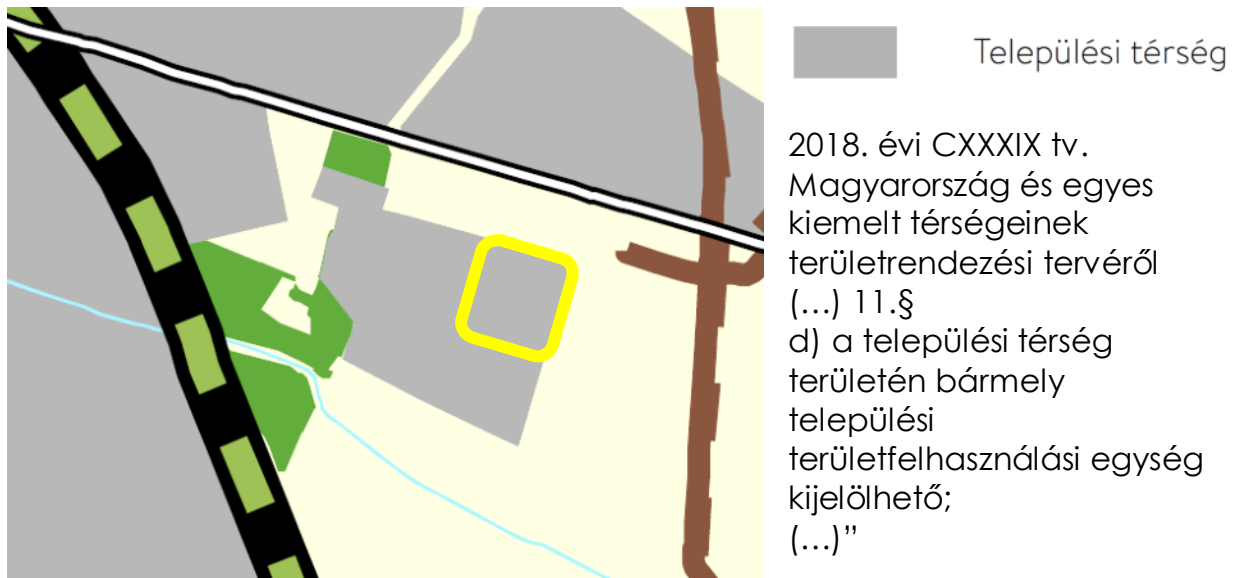 Települési térség
2018. évi CXXXIX tv.
Magyarország és egyes
kiemelt térségeinek
területrendezési tervéről
(...) 11.§
d) a települési térség
területén bármely
települési
területfelhasználási egység
kijelölhető;
(...)”